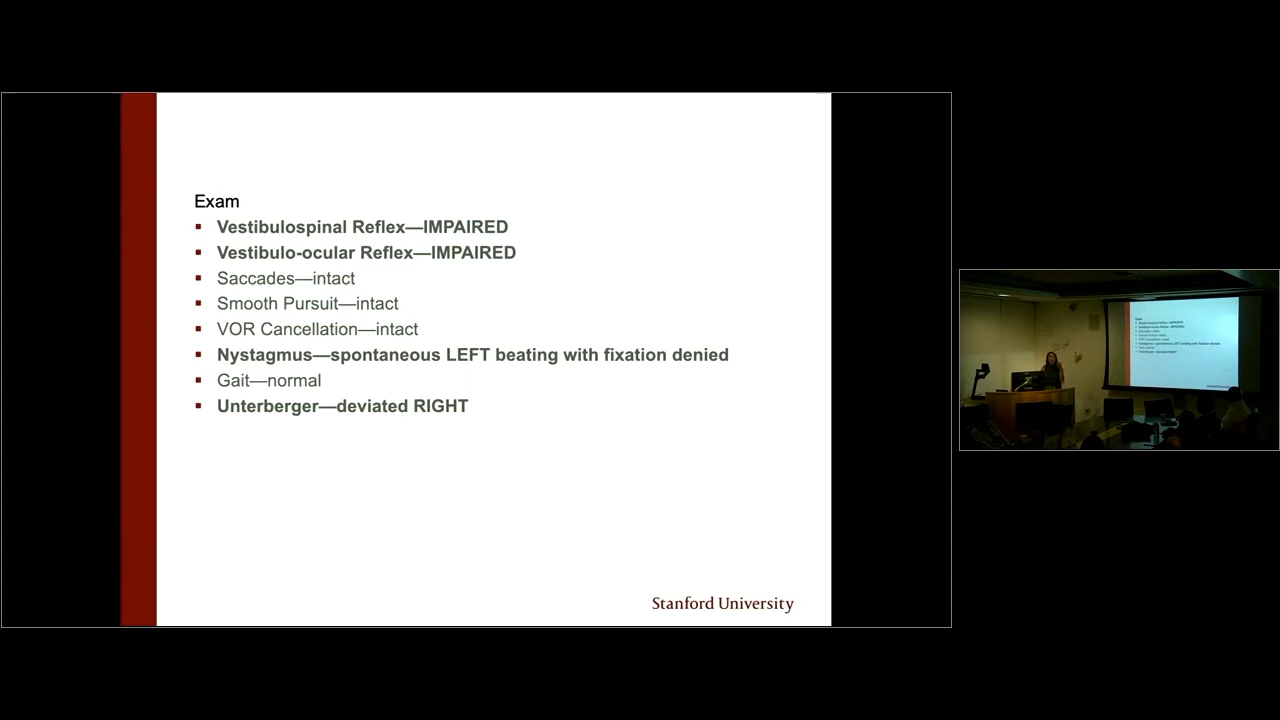 Exam
Vestibulospinal Reflex—IMPAIRED
Vestibulo-ocular Reflex—IMPAIRED
Saccades—intact
Smooth Pursuit—intact
VOR Cancellation—intact
Nystagmus—spontaneous LEFT beating with fixation denied
Gait—normal
Unterberger—deviated RIGHT
Stanford University